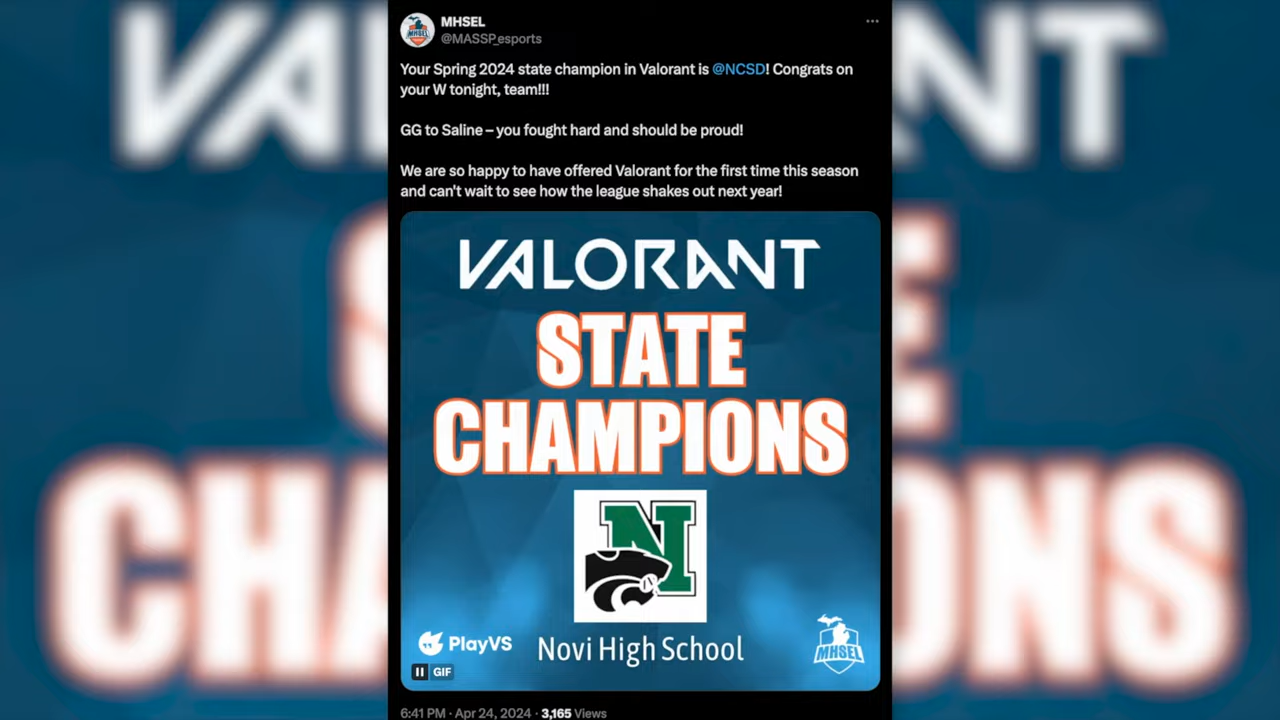 MHSEL
@MASSP_esports
Your Spring 2024 state champion in Valorant is @NCSD! Congrats on
your W tonight, team!!!
GG to Saline – you fought hard and should be proud!
We are so happy to have offered Valorant for the first time this season
and can't wait to see how the league shakes out next year!
VALORANT
STATE
CHAMPIONS
N
PlayVS
Novi High School
MHSEL
GIF
6:41 PM · Apr 24, 2024 · 3,165 Views